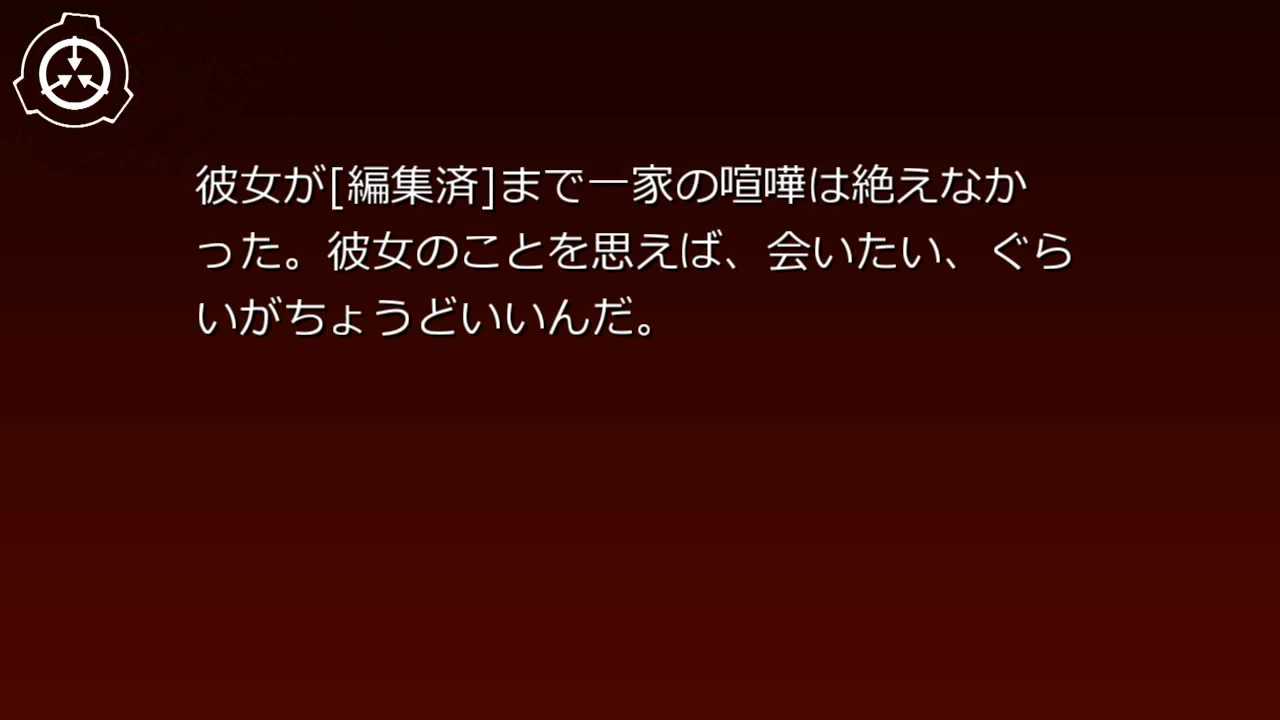 彼女が[編集済]まで一家の喧嘩は絶えなか
った。彼女のことを思えば、会いたい、ぐら
いがちょうどいいんだ。